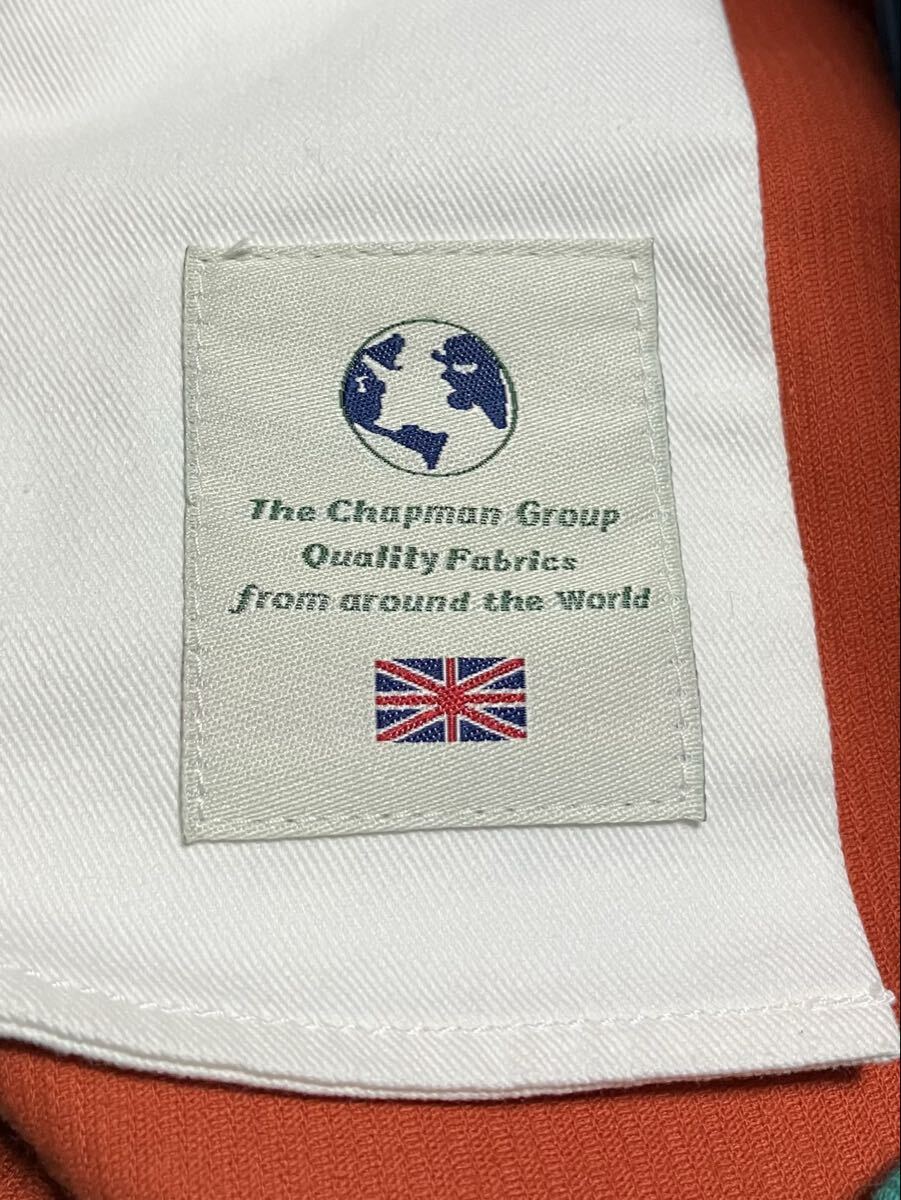 The Chapman Group
Quality Fabrics
from around the World